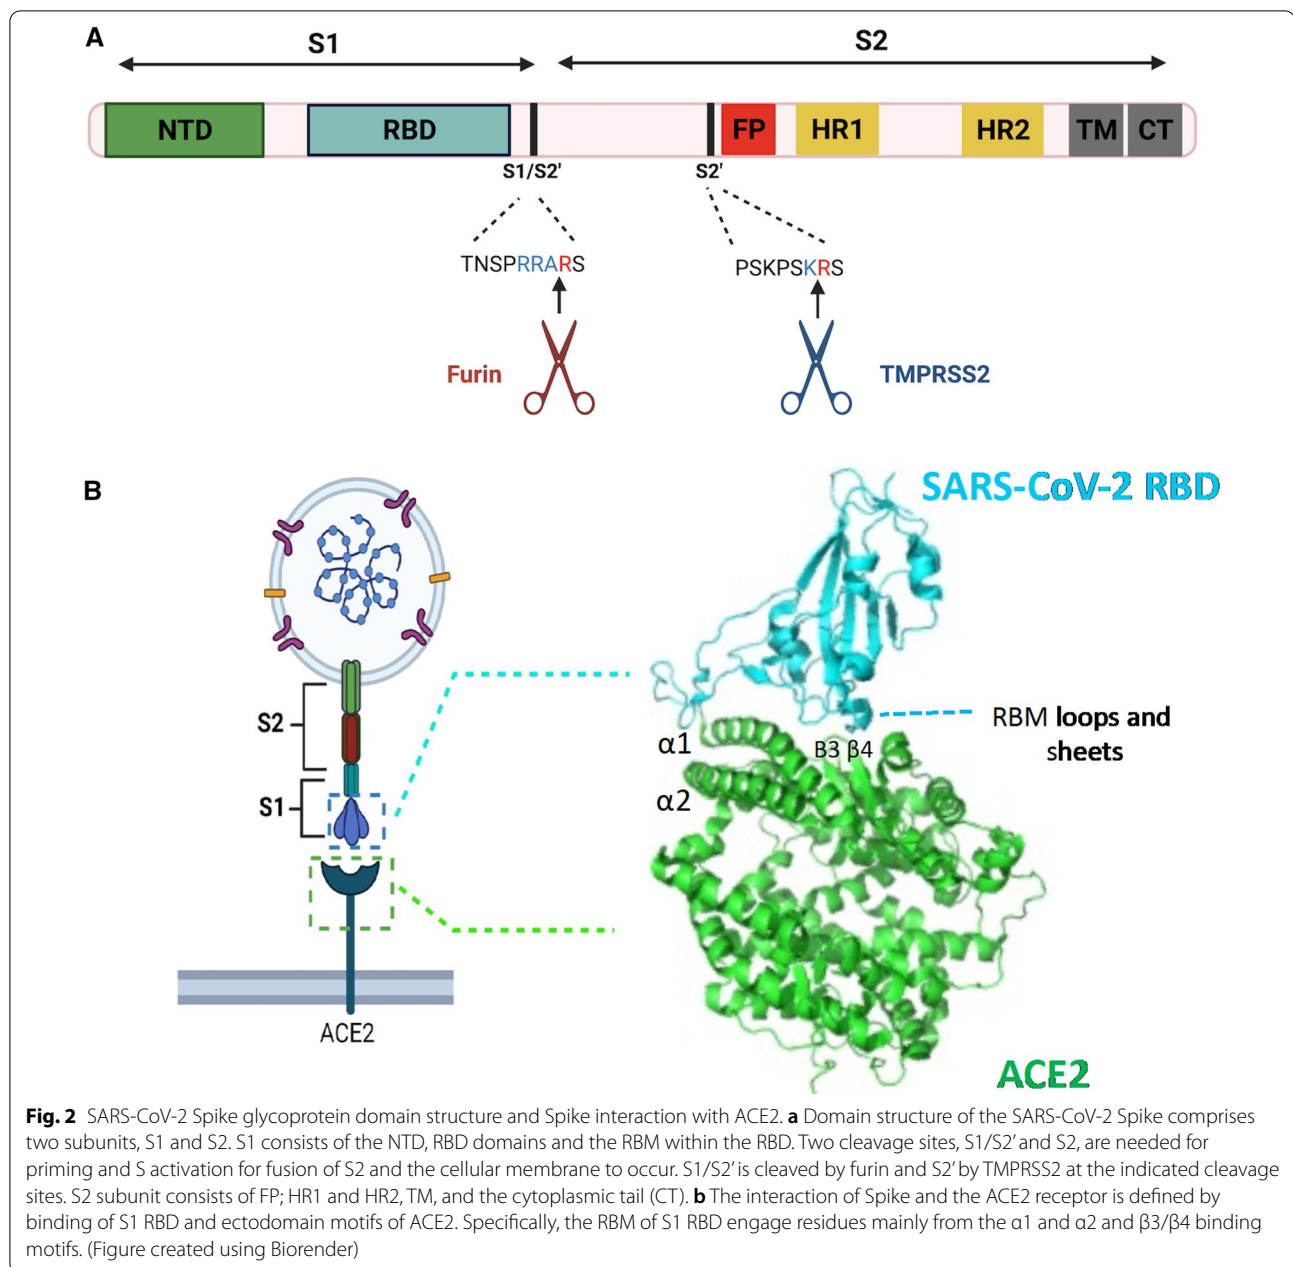 A
S1
S2
NTD
RBD
FP
HR1
HR2
TM
CT
S1/S2'
S2'
TNSPRRARS
PSKPSKRS
Furin
TMPRSS2
B
SARS-CoV-2 RBD
S2
S1
α1
α2
B3 β4
RBM loops and
sheets
ACE2
ACE2
Fig. 2 SARS-CoV-2 Spike glycoprotein domain structure and Spike interaction with ACE2. a Domain structure of the SARS-CoV-2 Spike comprises
two subunits, S1 and S2. S1 consists of the NTD, RBD domains and the RBM within the RBD. Two cleavage sites, S1/S2' and S2, are needed for
priming and S activation for fusion of S2 and the cellular membrane to occur. S1/S2' is cleaved by furin and S2' by TMPRSS2 at the indicated cleavage
sites. S2 subunit consists of FP; HR1 and HR2, TM, and the cytoplasmic tail (CT). b The interaction of Spike and the ACE2 receptor is defined by
binding of S1 RBD and ectodomain motifs of ACE2. Specifically, the RBM of S1 RBD engage residues mainly from the α1 and α2 and β3/β4 binding
motifs. (Figure created using Biorender)